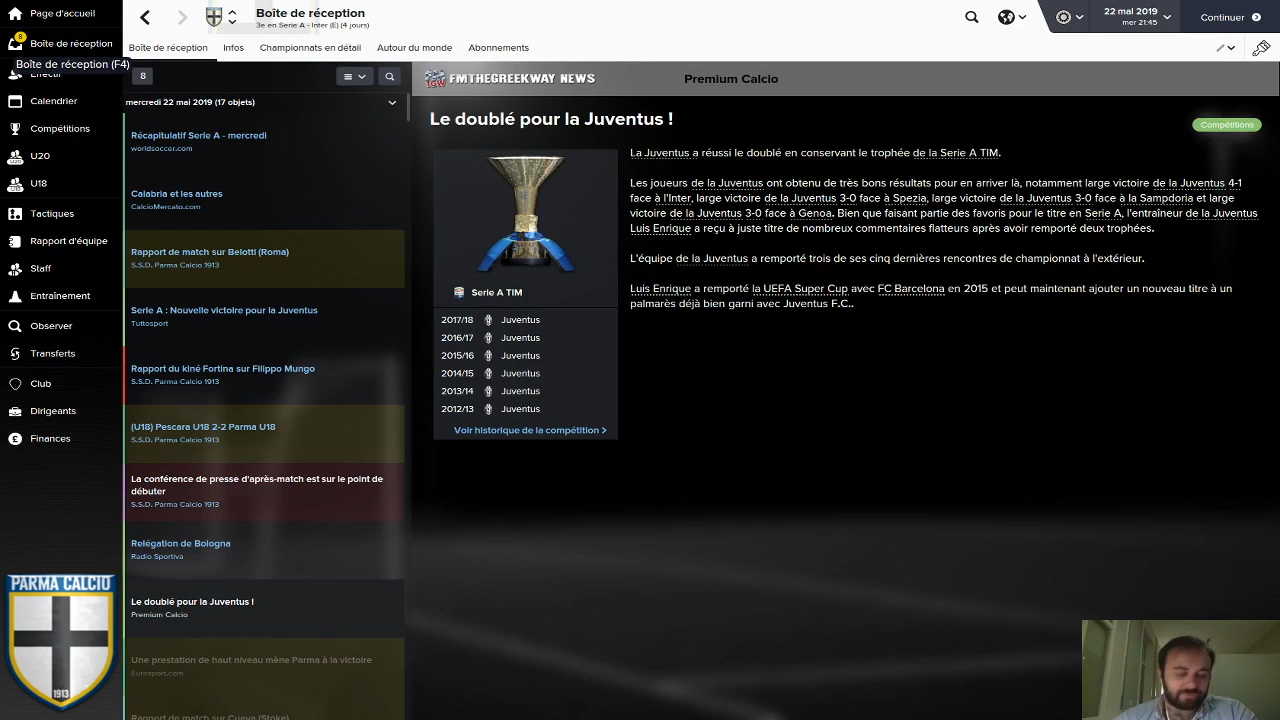 Page d'accueil
8
Boîte de réception
Boîte de réception (F4)
Effectif
Calendrier
Compétitions
U20
U18
Tactiques
Rapport d'équipe
Staff
Entraînement
Observer
Transferts
Club
Dirigeants
Finances
PARMA CALCIO
1913
Boîte de réception
3e en Serie A - Inter (E) (4 jours)
22 mai 2019
mer 21:45
Continuer
Boîte de réception
Infos
Championnats en détail
Autour du monde
Abonnements
8
mercredi 22 mai 2019 (17 objets)
Récapitulatif Serie A - mercredi
worldsoccer.com
Calabria et les autres
CalcioMercato.com
Rapport de match sur Belotti (Roma)
S.S.D. Parma Calcio 1913
Serie A : Nouvelle victoire pour la Juventus
Tuttosport
Rapport du kiné Fortina sur Filippo Mungo
S.S.D. Parma Calcio 1913
(U18) Pescara U18 2-2 Parma U18
S.S.D. Parma Calcio 1913
La conférence de presse d'après-match est sur le point de
débuter
S.S.D. Parma Calcio 1913
Relégation de Bologna
Radio Sportiva
Le doublé pour la Juventus !
Premium Calcio
Une prestation de haut niveau mène Parma à la victoire
Eurosport.com
Rapport de match sur Cueva (Stoke)
FMTHEGREEKWAY NEWS
Premium Calcio
Le doublé pour la Juventus !
Compétitions
Serie A TIM
2017/18 Juventus
2016/17 Juventus
2015/16 Juventus
2014/15 Juventus
2013/14 Juventus
2012/13 Juventus
Voir historique de la compétition >
La Juventus a réussi le doublé en conservant le trophée de la Serie A TIM.
Les joueurs de la Juventus ont obtenu de très bons résultats pour en arriver là, notamment large victoire de la Juventus 4-1
face à l'Inter, large victoire de la Juventus 3-0 face à Spezia, large victoire de la Juventus 3-0 face à la Sampdoria et large
victoire de la Juventus 3-0 face à Genoa. Bien que faisant partie des favoris pour le titre en Serie A, l'entraîneur de la Juventus
Luis Enrique a reçu à juste titre de nombreux commentaires flatteurs après avoir remporté deux trophées.
L'équipe de la Juventus a remporté trois de ses cinq dernières rencontres de championnat à l'extérieur.
Luis Enrique a remporté la UEFA Super Cup avec FC Barcelona en 2015 et peut maintenant ajouter un nouveau titre à un
palmarès déjà bien garni avec Juventus F.C..